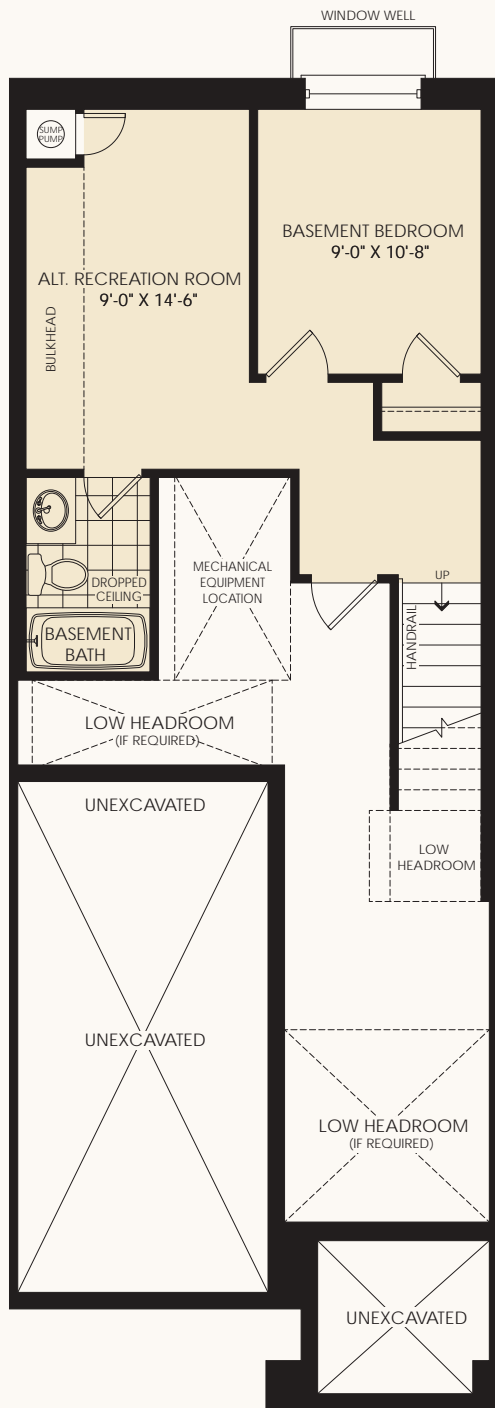 WINDOW WELL
SUMP
PUMP
BASEMENT BEDROOM
9'-0" X 10'-8"
ALT. RECREATION ROOM
9'-0" X 14'-6"
BULKHEAD
MECHANICAL
EQUIPMENT
LOCATION
DROPPED
CEILING
UP
HANDRAIL
BASEMENT
BATH
LOW HEADROOM
(IF REQUIRED)
UNEXCAVATED
LOW
HEADROOM
UNEXCAVATED
LOW HEADROOM
(IF REQUIRED)
UNEXCAVATED